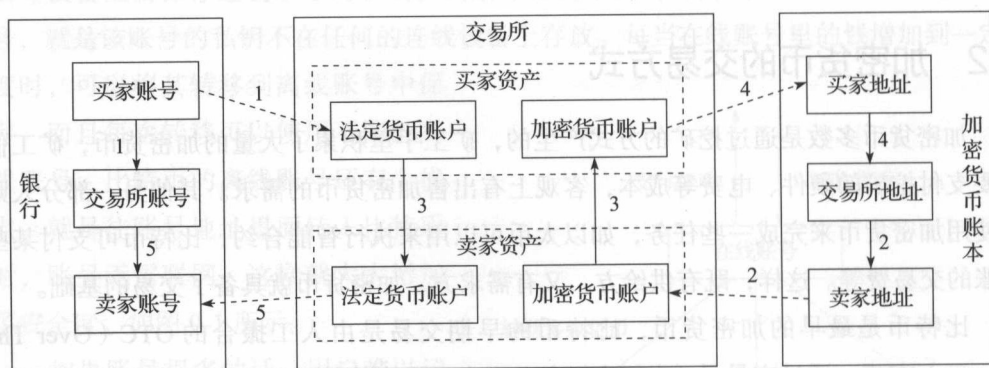 银行
买家账号
1
交易所账号
5
卖家账号
1
5
交易所
买家资产
法定货币账户
加密货币账户
3
3
卖家资产
法定货币账户
加密货币账户
4
2
买家地址
4
交易所地址
2
卖家地址
加密货币账本